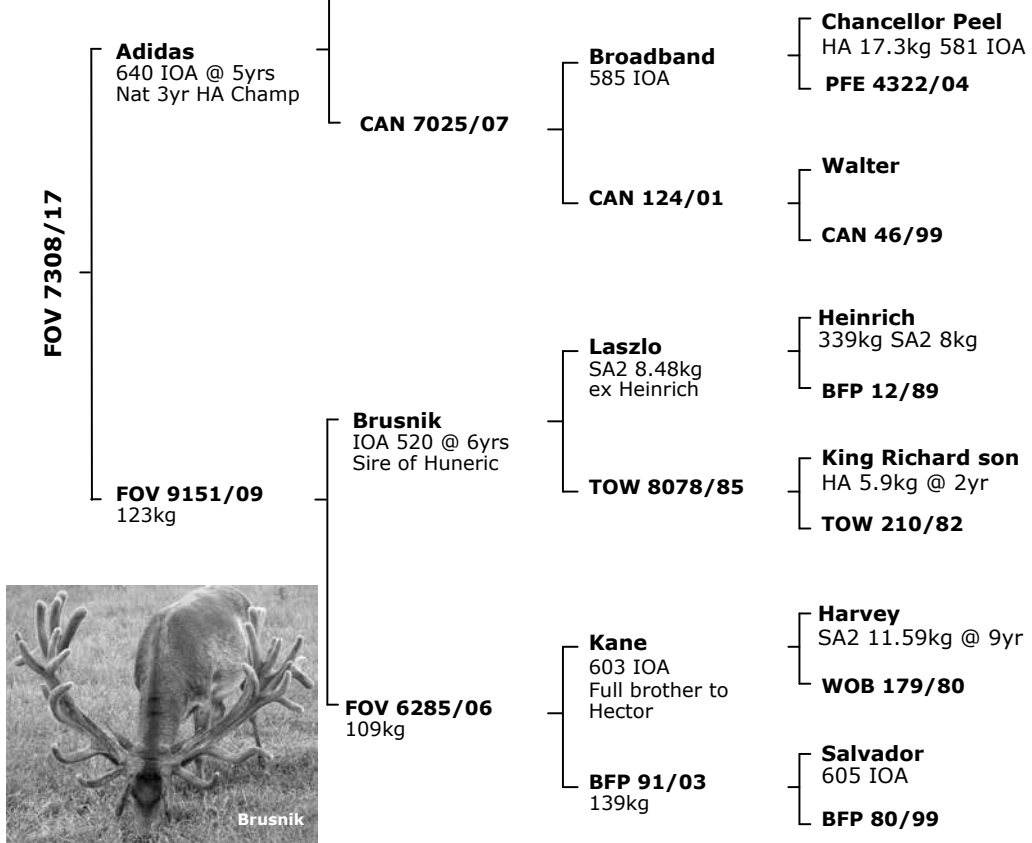 FOV 7308/17
Adidas
640 IOA @ 5yrs
Nat 3yr HA Champ
FOV 9151/09
123kg
CAN 7025/07
Brusnik
IOA 520 @ 6yrs
Sire of Huneric
FOV 6285/06
109kg
Broadband
585 IOA
CAN 124/01
Laszlo
SA2 8.48kg
ex Heinrich
TOW 8078/85
Kane
603 IOA
Full brother to
Hector
BFP 91/03
139kg
Chancellor Peel
HA 17.3kg 581 IOA
PFE 4322/04
Walter
CAN 46/99
Heinrich
339kg SA2 8kg
BFP 12/89
King Richard son
HA 5.9kg @ 2yr
TOW 210/82
Harvey
SA2 11.59kg @ 9yr
WOB 179/80
Salvador
605 IOA
BFP 80/99
Brusnik